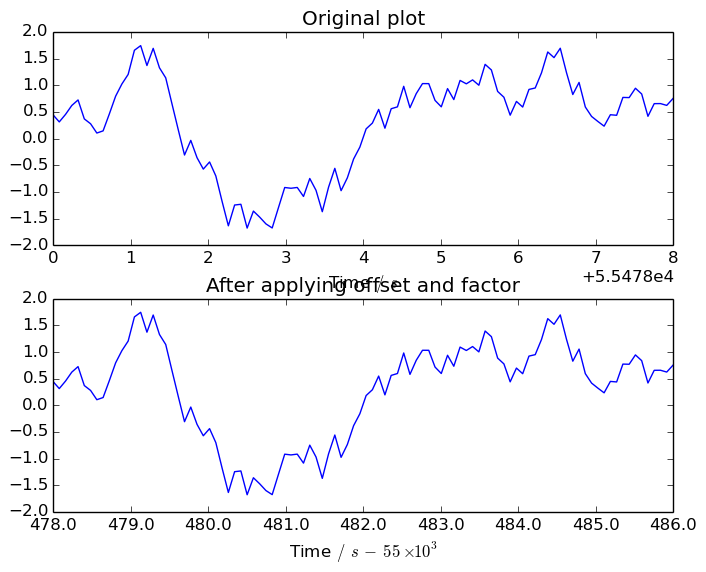 Original plot
2.0
1.5
1.0
0.5
0.0
−0.5
−1.0
−1.5
−2.0
0 1 2 3 4 5 6 7 8
Time / s
+5.5478e4
After applying offset and factor
2.0
1.5
1.0
0.5
0.0
−0.5
−1.0
−1.5
−2.0
478.0 479.0 480.0 481.0 482.0 483.0 484.0 485.0 486.0
Time / s − 55×10³